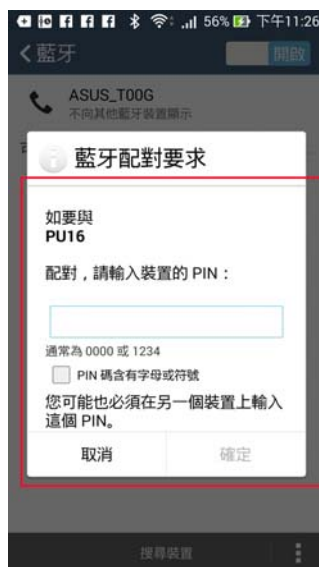 56% 下午11:26
藍牙
開啟
ASUS_T00G
不向其他藍牙裝置顯示
藍牙配對要求
如要與
PU16
配對，請輸入裝置的 PIN：
通常為 0000 或 1234
PIN 碼含有字母或符號
您可能也必須在另一個裝置上輸入
這個 PIN。
取消
確定
搜尋裝置